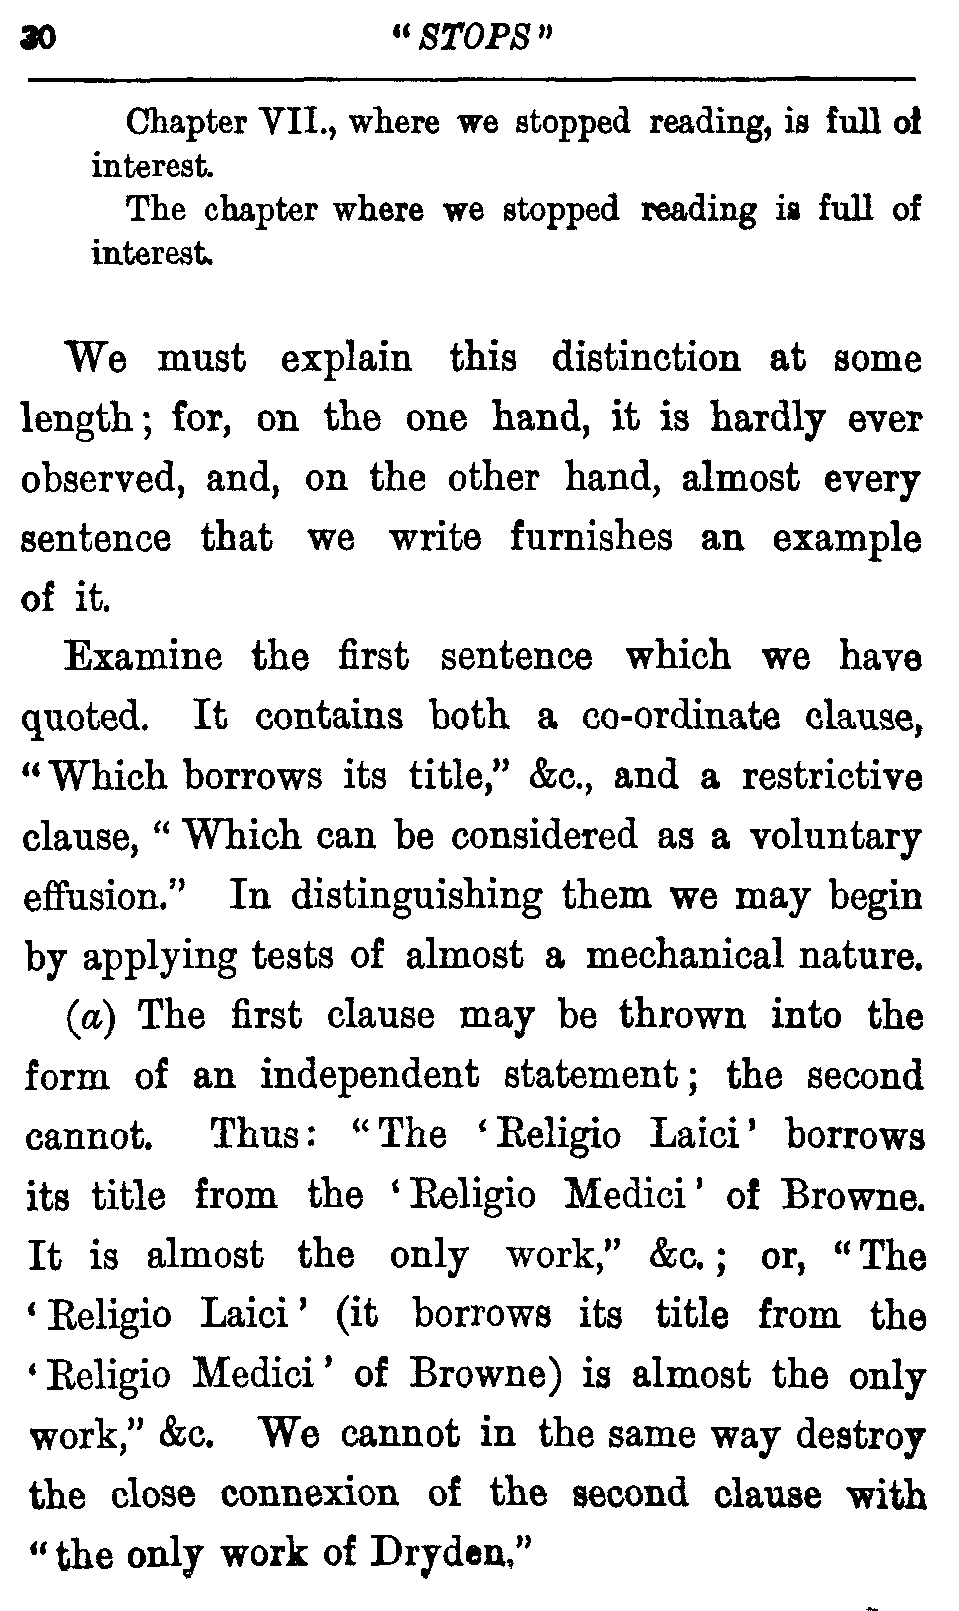 30 "STOPS"
Chapter VII., where we stopped reading, is full of
interest.
The chapter where we stopped reading is full of
interest.
We must explain this distinction at some
length; for, on the one hand, it is hardly ever
observed, and, on the other hand, almost every
sentence that we write furnishes an example
of it.
Examine the first sentence which we have
quoted. It contains both a co-ordinate clause,
"Which borrows its title," &c., and a restrictive
clause, "Which can be considered as a voluntary
effusion." In distinguishing them we may begin
by applying tests of almost a mechanical nature.
(a) The first clause may be thrown into the
form of an independent statement; the second
cannot. Thus: "The 'Religio Laici' borrows
its title from the 'Religio Medici' of Browne.
It is almost the only work," &c.; or, "The
'Religio Laici' (it borrows its title from the
'Religio Medici' of Browne) is almost the only
work," &c. We cannot in the same way destroy
the close connexion of the second clause with
"the only work of Dryden,"